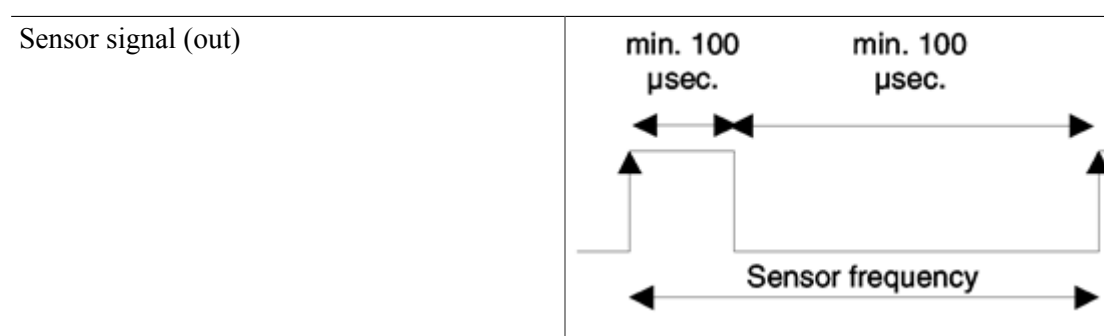 Sensor signal (out)
min. 100
µsec.
min. 100
µsec.
Sensor frequency